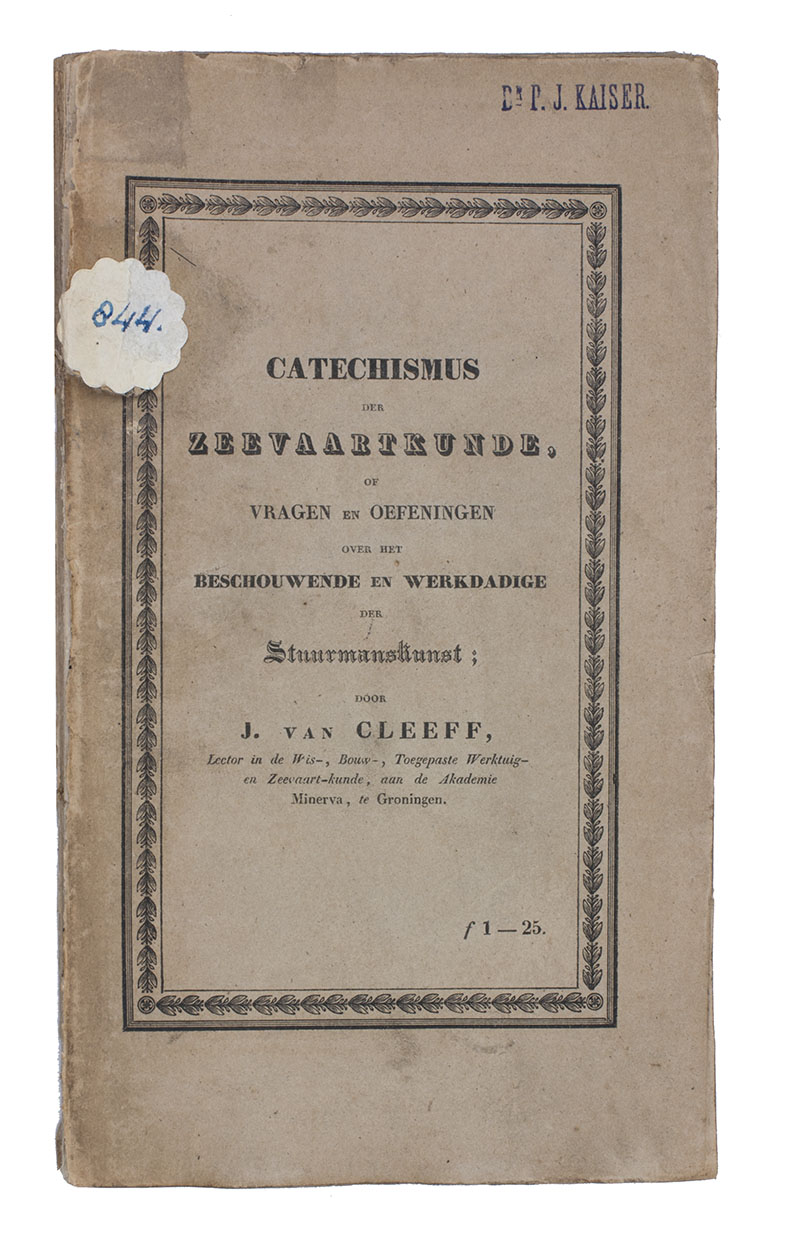 Dr P. J. KAISER.
844.
CATECHISMUS
DER
ZEEVAARTKUNDE,
OF
VRAGEN EN OEFENINGEN
OVER HET
BESCHOUWENDE EN WERKDADIGE
DER
Stuurmanskunst;
DOOR
J. VAN CLEEFF,
Lector in de Wis-, Bouw-, Toegepaste Werktuig-
en Zeevaart-kunde, aan de Akademie
Minerva, te Groningen.
f 1 — 25.